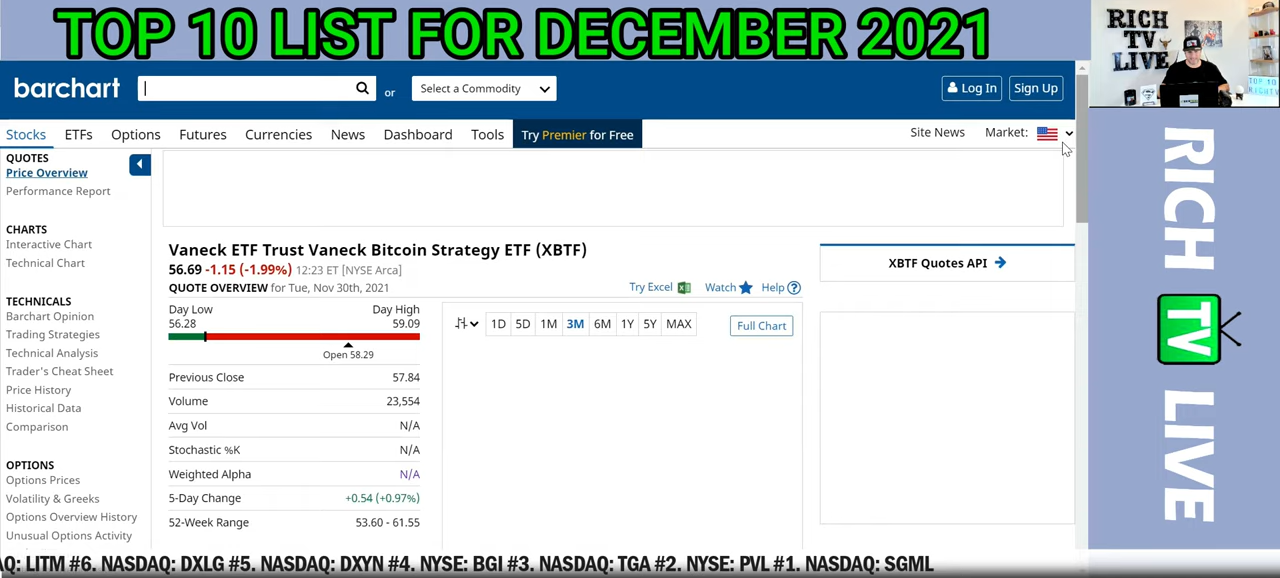 TOP 10 LIST FOR DECEMBER 2021
RICH
TV
LIVE
TOP 10
barchart
or
Select a Commodity
Log In
Sign Up
Stocks
ETFs
Options
Futures
Currencies
News
Dashboard
Tools
Try Premier for Free
Site News
Market:
QUOTES
Price Overview
Performance Report
CHARTS
Interactive Chart
Technical Chart
TECHNICALS
Barchart Opinion
Trading Strategies
Technical Analysis
Trader's Cheat Sheet
Price History
Historical Data
Comparison
OPTIONS
Options Prices
Volatility & Greeks
Options Overview History
Unusual Options Activity
Vaneck ETF Trust Vaneck Bitcoin Strategy ETF (XBTF)
56.69 -1.15 (-1.99%) 12:23 ET [NYSE Arca]
QUOTE OVERVIEW for Tue, Nov 30th, 2021
Try Excel
Watch
Help
Day Low
Day High
56.28
59.09
Open 58.29
Previous Close 57.84
Volume 23,554
Avg Vol N/A
Stochastic %K N/A
Weighted Alpha N/A
5-Day Change +0.54 (+0.97%)
52-Week Range 53.60 - 61.55
1D 5D 1M 3M 6M 1Y 5Y MAX
Full Chart
XBTF Quotes API
RICH
TV
LIVE
AQ: LITM #6. NASDAQ: DXLG #5. NASDAQ: DXYN #4. NYSE: BGI #3. NASDAQ: TGA #2. NYSE: PVL #1. NASDAQ: SGML